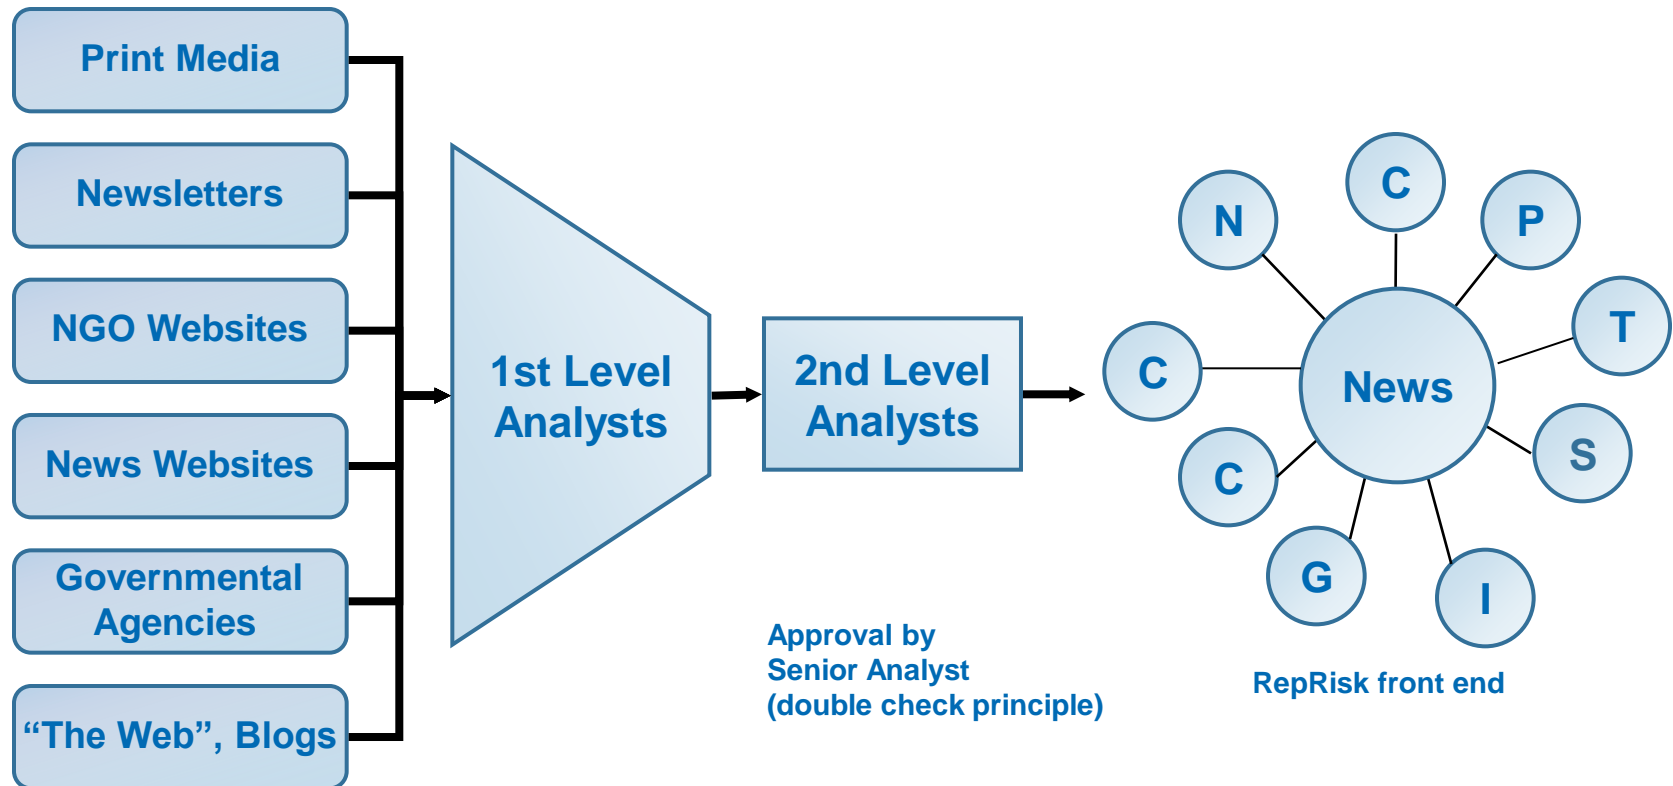 Print Media
Newsletters
NGO Websites
News Websites
Governmental
Agencies
“The Web”, Blogs
1st Level
Analysts
2nd Level
Analysts
Approval by
Senior Analyst
(double check principle)
N
C
P
C
T
News
C
S
G
I
RepRisk front end